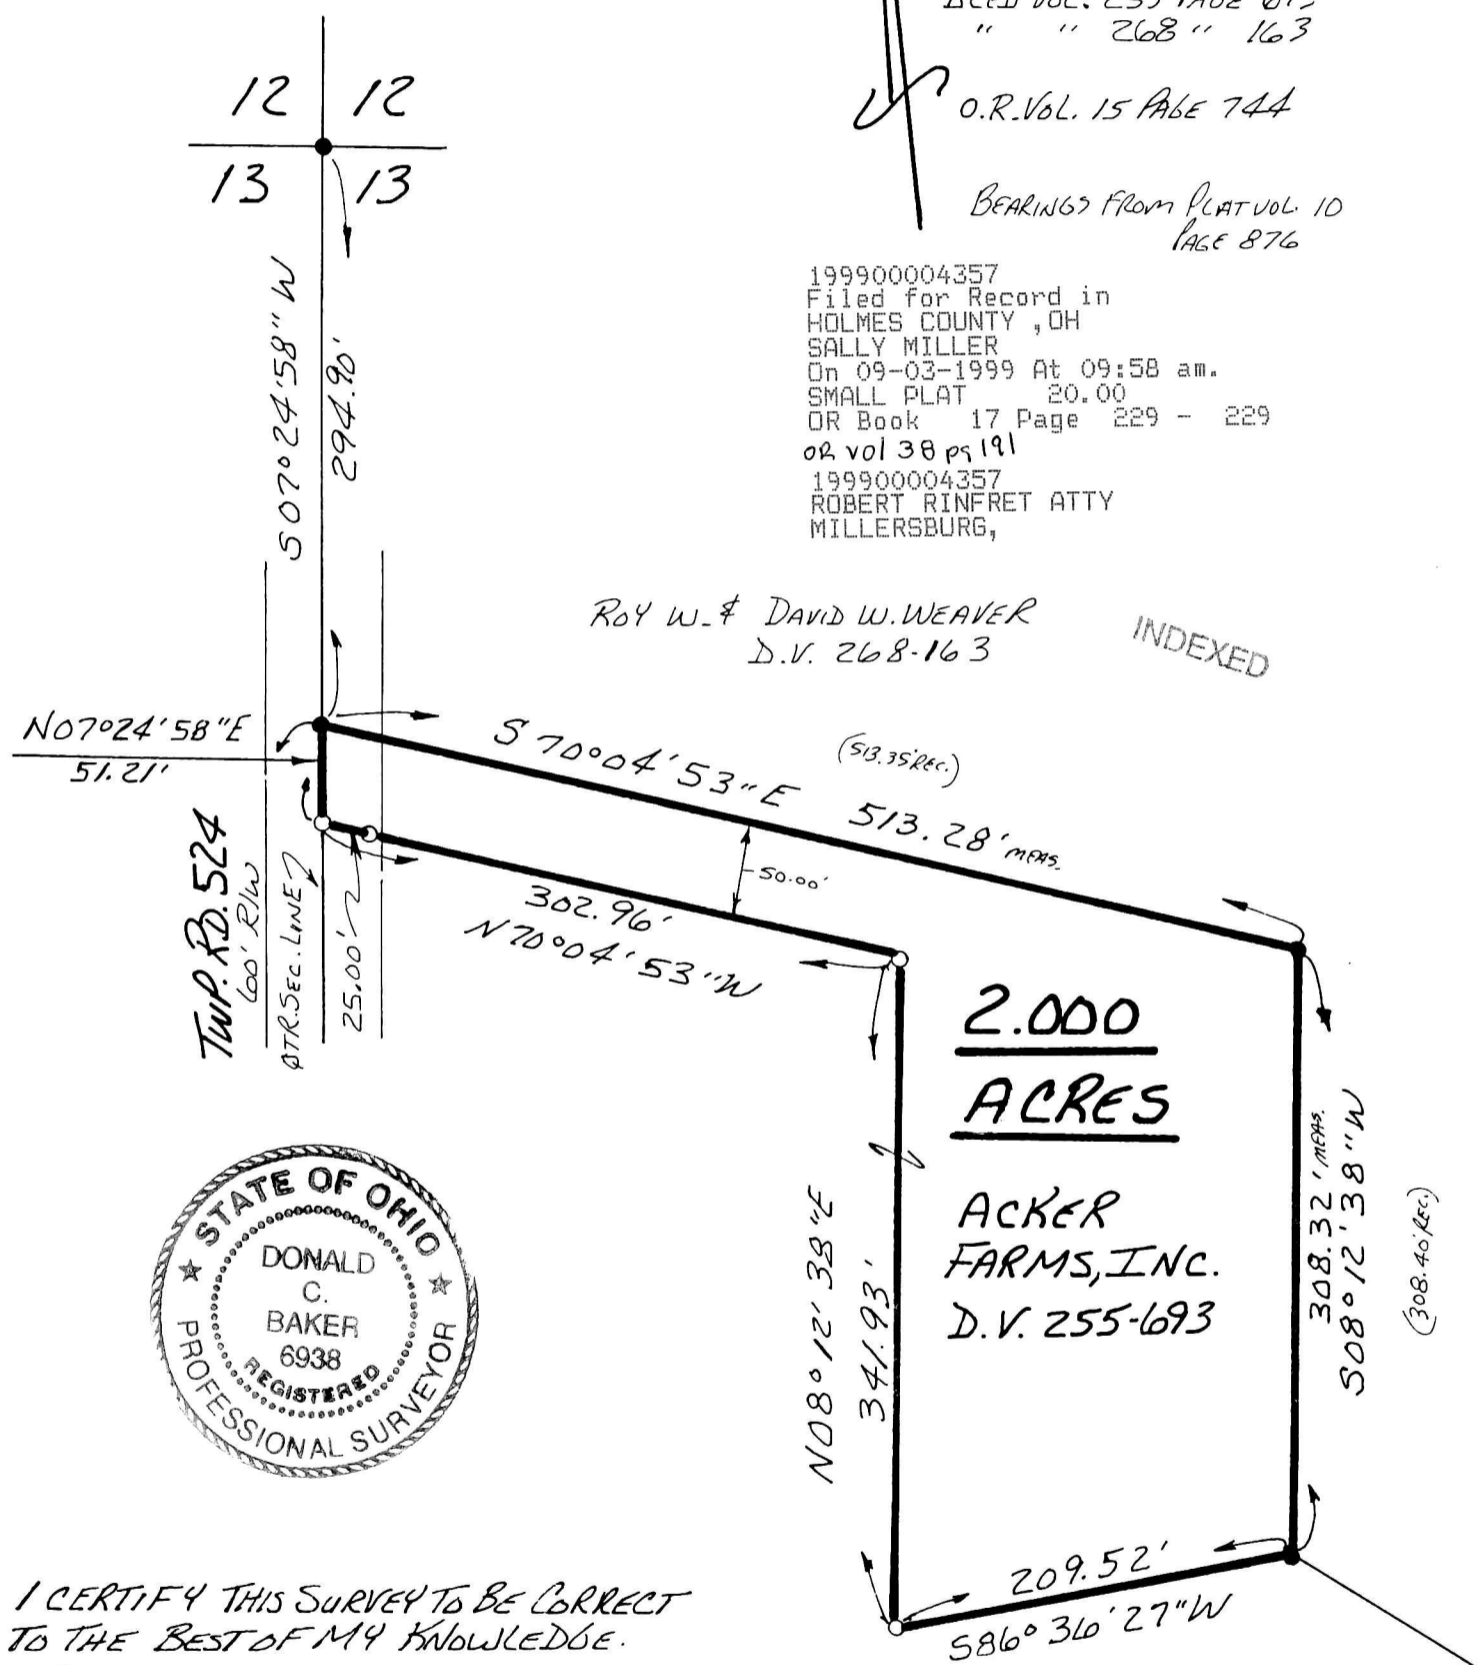 " " 268 " 163
12 12
O.R. VOL. 15 PAGE 744
13 13
BEARINGS FROM PLAT VOL. 10
PAGE 876
199900004357
Filed for Record in
HOLMES COUNTY ,OH
SALLY MILLER
On 09-03-1999 At 09:58 am.
SMALL PLAT 20.00
OR Book 17 Page 229 - 229
OR vol 38 pg 191
199900004357
ROBERT RINFRET ATTY
MILLERSBURG,
S 07° 24' 58" W
294.90'
ROY W. & DAVID W. WEAVER
D.V. 268-163
INDEXED
N07°24'58"E
51.21'
S 70°04'53"E 513.28' MEAS.
(513.35' REC.)
50.00'
302.96'
N70°04'53"W
TWP. RD. 524
60' R/W
QTR. SEC. LINE
25.00'
2.000
ACRES
ACKER
FARMS, INC.
D.V. 255-693
N08° 12' 38"E
341.93'
308.32' MEAS.
S08° 12' 38"W
(308.40' REC.)
STATE OF OHIO
DONALD
C.
BAKER
6938
REGISTERED
PROFESSIONAL SURVEYOR
209.52'
S86° 36' 27"W
I CERTIFY THIS SURVEY TO BE CORRECT
TO THE BEST OF MY KNOWLEDGE.